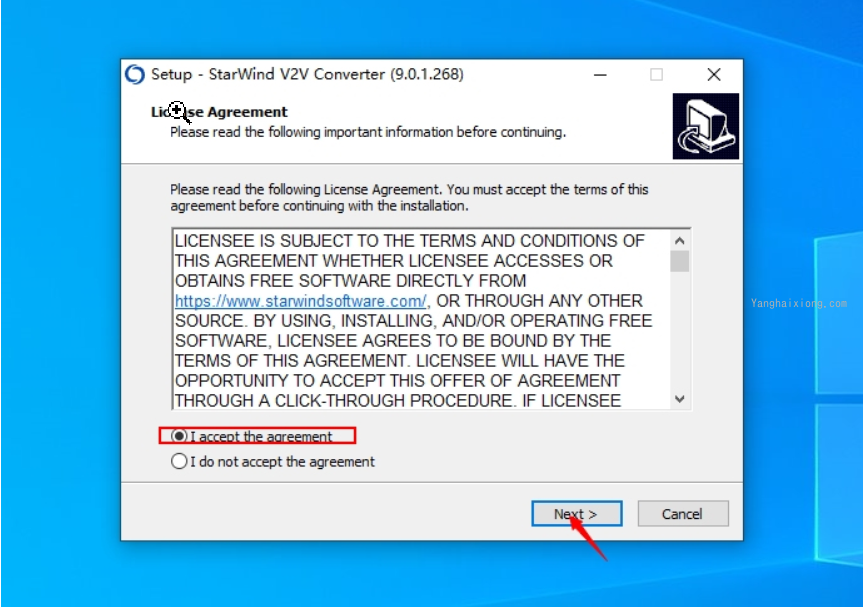 Setup - StarWind V2V Converter (9.0.1.268)
License Agreement
Please read the following important information before continuing.
Please read the following License Agreement. You must accept the terms of this
agreement before continuing with the installation.
LICENSEE IS SUBJECT TO THE TERMS AND CONDITIONS OF
THIS AGREEMENT WHETHER LICENSEE ACCESSES OR
OBTAINS FREE SOFTWARE DIRECTLY FROM
https://www.starwindsoftware.com/, OR THROUGH ANY OTHER
SOURCE. BY USING, INSTALLING, AND/OR OPERATING FREE
SOFTWARE, LICENSEE AGREES TO BE BOUND BY THE
TERMS OF THIS AGREEMENT. LICENSEE WILL HAVE THE
OPPORTUNITY TO ACCEPT THIS OFFER OF AGREEMENT
THROUGH A CLICK-THROUGH PROCEDURE. IF LICENSEE
I accept the agreement
I do not accept the agreement
Next >
Cancel
Yanghaixiong.com